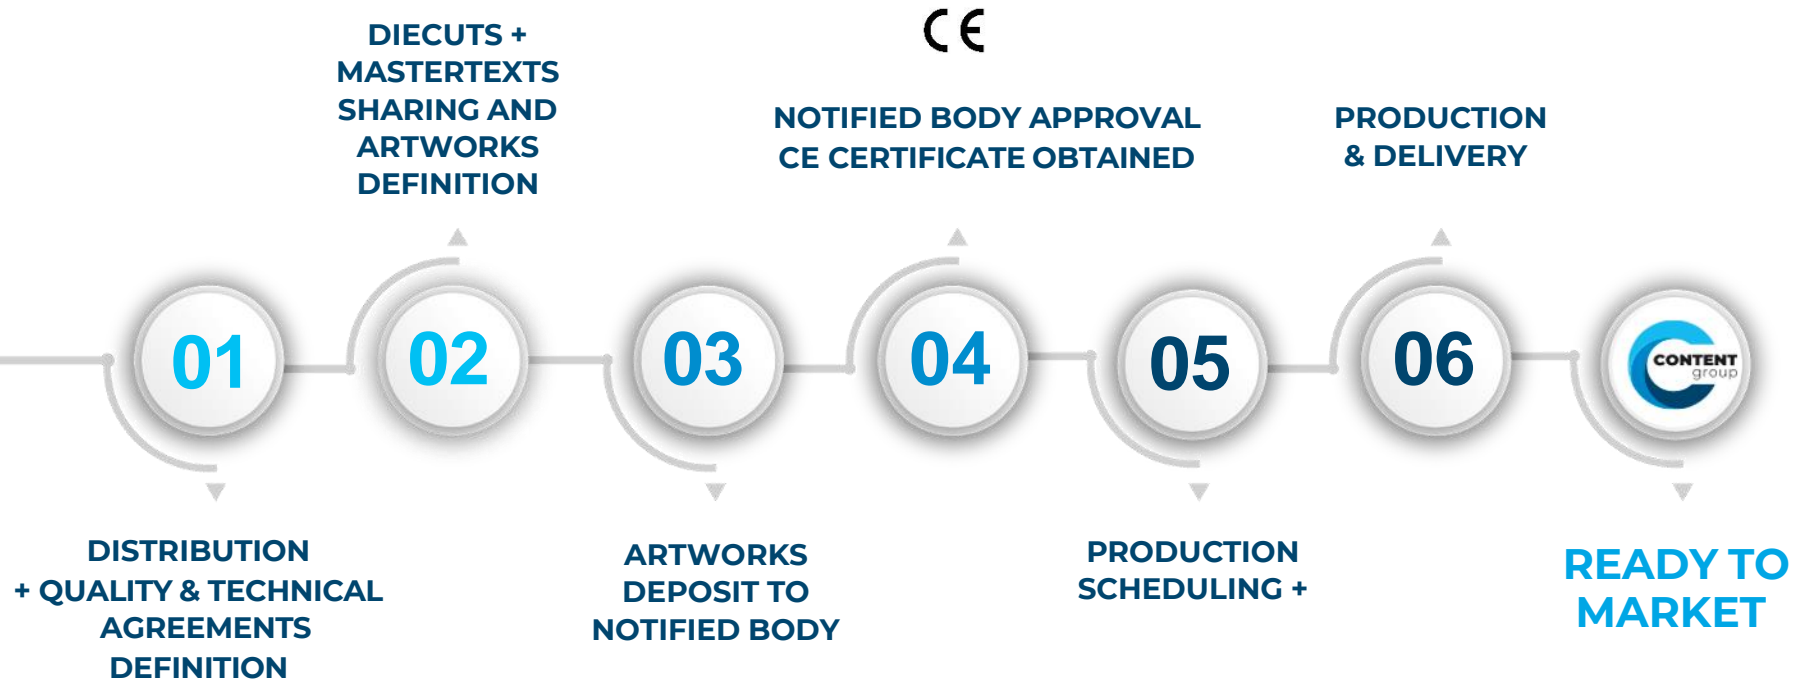 01
DISTRIBUTION
+ QUALITY & TECHNICAL
AGREEMENTS
DEFINITION
DIECUTS +
MASTERTEXTS
SHARING AND
ARTWORKS
DEFINITION
02
03
ARTWORKS
DEPOSIT TO
NOTIFIED BODY
CE
NOTIFIED BODY APPROVAL
CE CERTIFICATE OBTAINED
04
05
PRODUCTION
SCHEDULING +
PRODUCTION
& DELIVERY
06
CONTENT
group
READY TO
MARKET